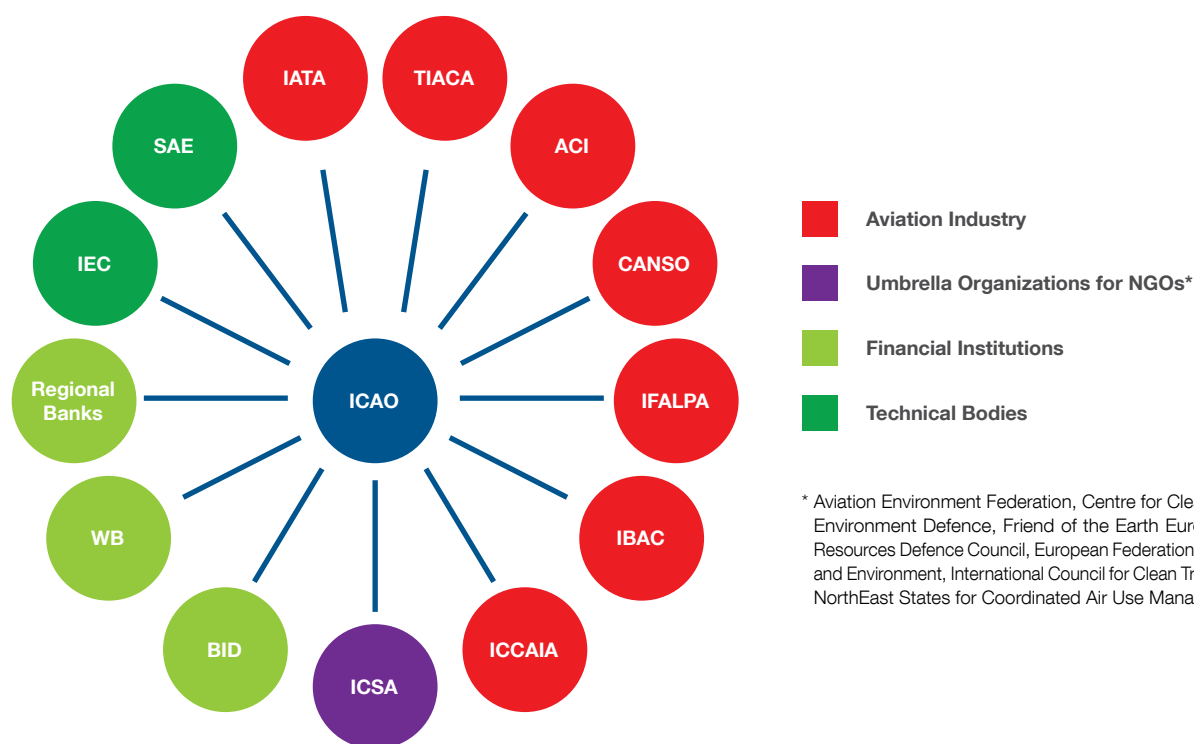 IATA
TIACA
SAE
ACI
IEC
CANSO
Regional
Banks
ICAO
IFALPA
WB
IBAC
BID
ICSA
ICCAIA
Aviation Industry
Umbrella Organizations for NGOs*
Financial Institutions
Technical Bodies
* Aviation Environment Federation, Centre for
Environment Defence, Friend of the Earth
Resources Defence Council, European Federation
and Environment, International Council for Clean
NorthEast States for Coordinated Air Use